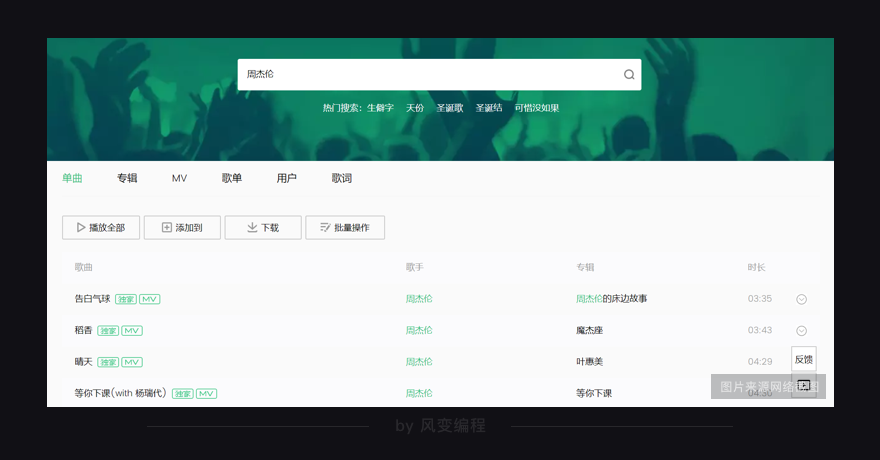 周杰伦
热门搜索: 生僻字 天份 圣诞歌 圣诞结 可惜没如果
单曲 专辑 MV 歌单 用户 歌词
播放全部 添加到 下载 批量操作
歌曲 歌手 专辑 时长
告白气球 独家 MV 周杰伦 周杰伦的床边故事 03:35
稻香 独家 MV 周杰伦 魔杰座 03:43
晴天 独家 MV 周杰伦 叶惠美 04:29
反馈
图片来源网络截图
等你下课(with 杨瑞代) 独家 MV 周杰伦 等你下课 04:30
by 风变编程